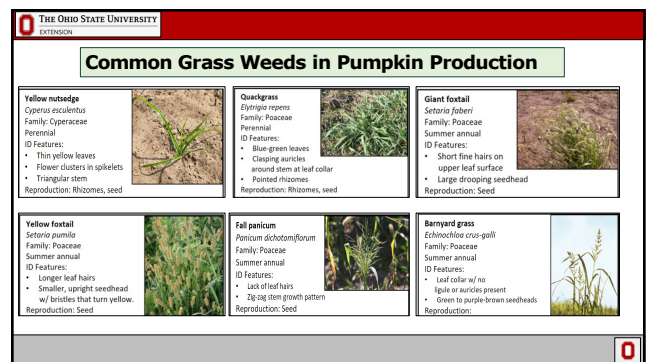 THE OHIO STATE UNIVERSITY
EXTENSION
Common Grass Weeds in Pumpkin Production
Yellow nutsedge
Cyperus esculentus
Family: Cyperaceae
Perennial
ID Features:
• Thin yellow leaves
• Flower clusters in spikelets
• Triangular stem
Reproduction: Rhizomes, seed
Quackgrass
Elytrigia repens
Family: Poaceae
Perennial
ID Features:
• Blue-green leaves
• Clasping auricles
around stem at leaf collar
• Pointed rhizomes
Reproduction: Rhizomes, seed
Giant foxtail
Setaria faberi
Family: Poaceae
Summer annual
ID Features:
• Short fine hairs on
upper leaf surface
• Large drooping seedhead
Reproduction: Seed
Yellow foxtail
Setaria pumila
Family: Poaceae
Summer annual
ID Features:
• Longer leaf hairs
• Smaller, upright seedhead
w/ bristles that turn yellow.
Reproduction: Seed
Fall panicum
Panicum dichotomiflorum
Family: Poaceae
Summer annual
ID Features:
• Lack of leaf hairs
• Zig-zag stem growth pattern
Reproduction: Seed
Barnyard grass
Echinochloa crus-galli
Family: Poaceae
Summer annual
ID Features:
• Leaf collar w/ no
ligule or auricles present
• Green to purple-brown seedheads
Reproduction: